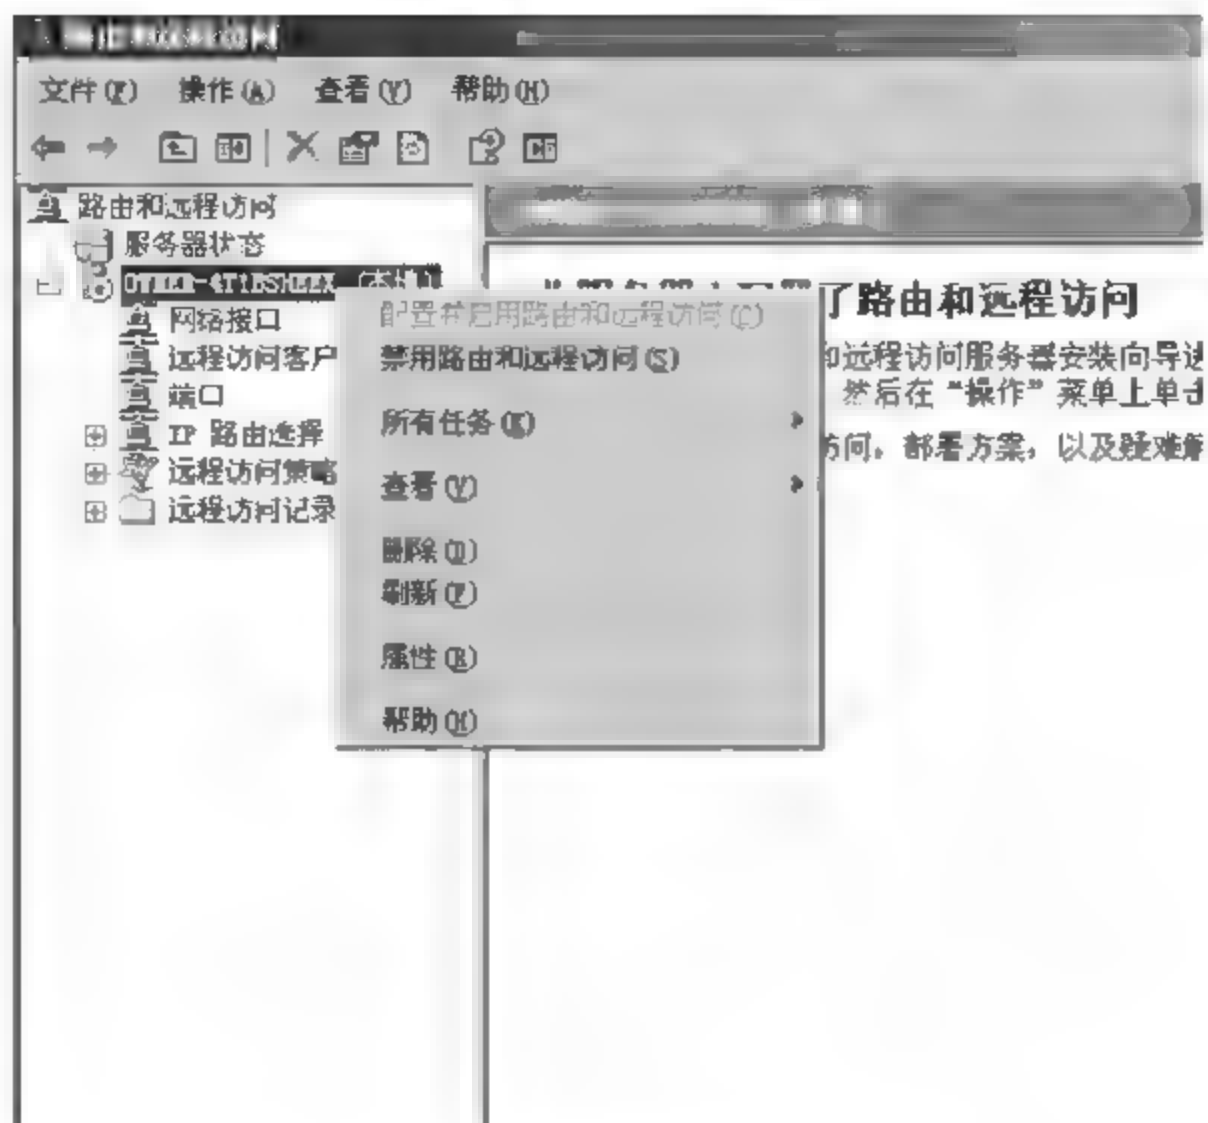 文件(F) 操作(A) 查看(V) 帮助(H)
路由和远程访问
服务器状态
(本地)
网络接口
远程访问客户
端口
IP 路由选择
远程访问策略
远程访问记录
配置并启用路由和远程访问(C)
禁用路由和远程访问(S)
所有任务(K)
查看(V)
删除(D)
刷新(F)
属性(R)
帮助(H)
了路由和远程访问
和远程访问服务器安装向导进
然后在“操作”菜单上单击
访问，部署方案，以及疑难解